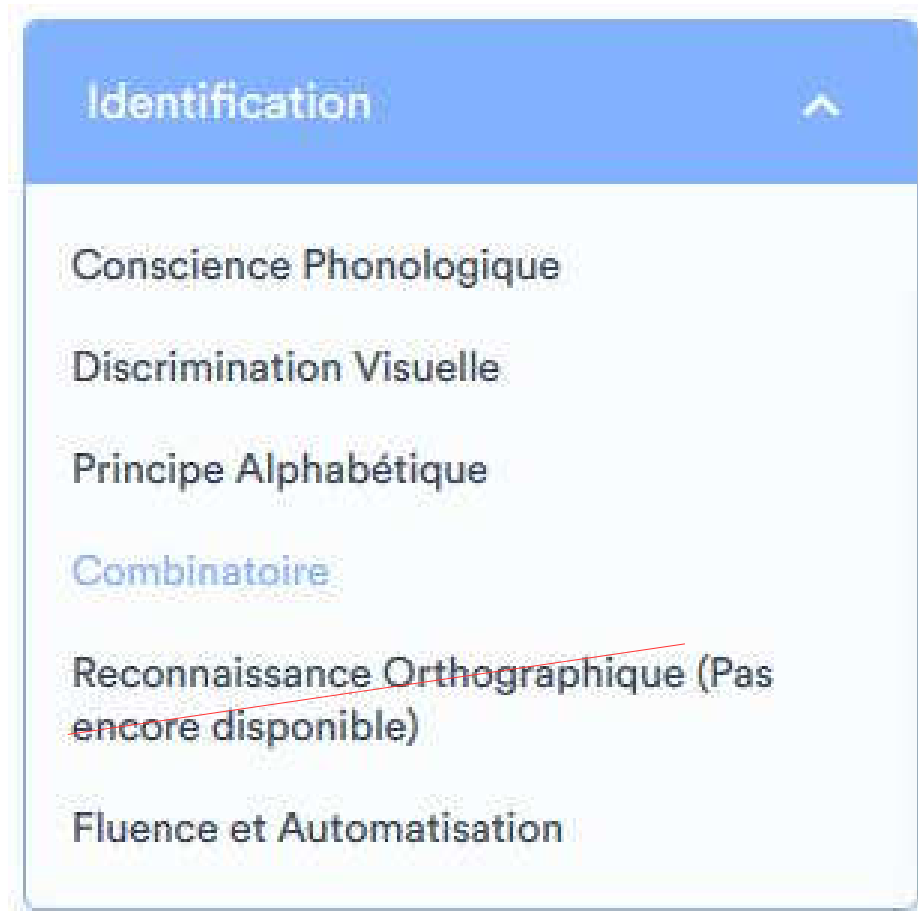 Identification
Conscience Phonologique
Discrimination Visuelle
Principe Alphabétique
Combinatoire
Reconnaissance Orthographique (Pas
encore disponible)
Fluence et Automatisation